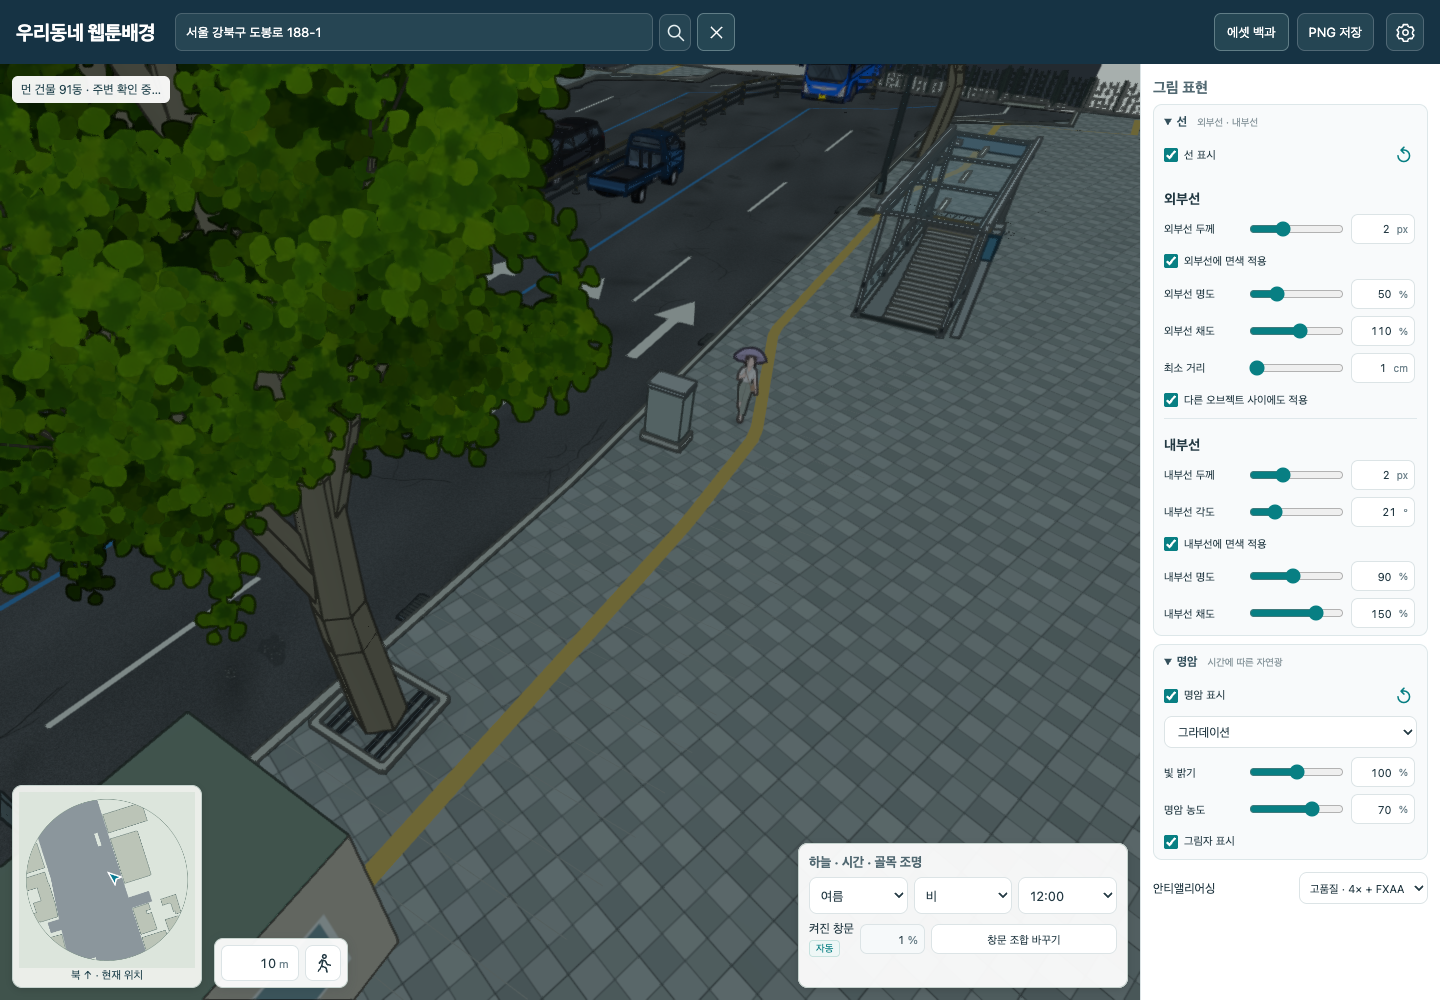 우리동네 웹툰배경
서울 강북구 도봉로 188-1
에셋 백과
PNG 저장
먼 건물 91동 · 주변 확인 중...
그림 표현
▼ 선 외부선 · 내부선
선 표시
외부선
외부선 두께 2 px
외부선에 면색 적용
외부선 명도 50 %
외부선 채도 110 %
최소 거리 1 cm
다른 오브젝트 사이에도 적용
내부선
내부선 두께 2 px
내부선 각도 21 °
내부선에 면색 적용
내부선 명도 90 %
내부선 채도 150 %
▼ 명암 시간에 따른 자연광
명암 표시
그라데이션
빛 밝기 100 %
명암 농도 70 %
그림자 표시
안티앨리어싱 고품질 · 4× + FXAA
하늘 · 시간 · 골목 조명
여름 비 12:00
켜진 창문 자동 1 % 창문 조합 바꾸기
북 ↑ · 현재 위치
10 m